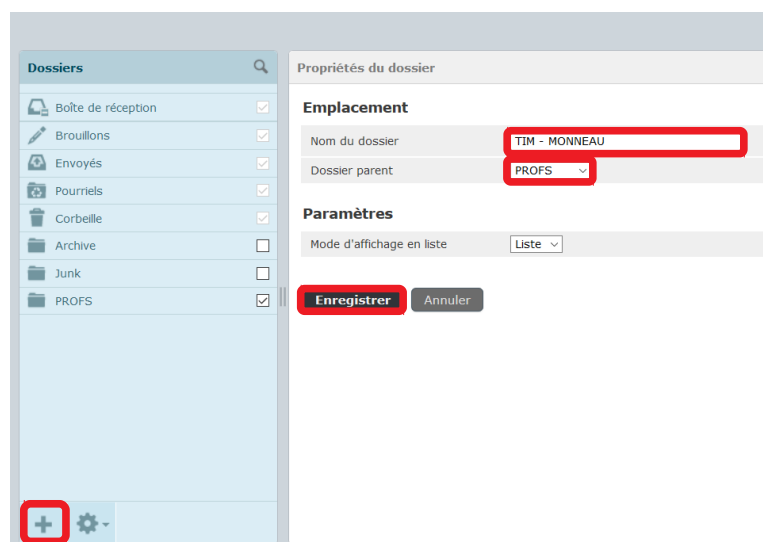 Dossiers
Boîte de réception
Brouillons
Envoyés
Pourriels
Corbeille
Archive
Junk
PROFS
Propriétés du dossier
Emplacement
Nom du dossier TIM - MONNEAU
Dossier parent PROFS
Paramètres
Mode d'affichage en liste Liste
Enregistrer Annuler